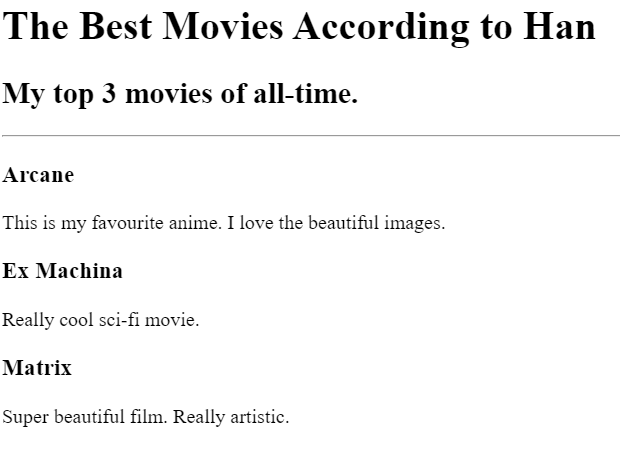 The Best Movies According to Han
My top 3 movies of all-time.
Arcane
This is my favourite anime. I love the beautiful images.
Ex Machina
Really cool sci-fi movie.
Matrix
Super beautiful film. Really artistic.